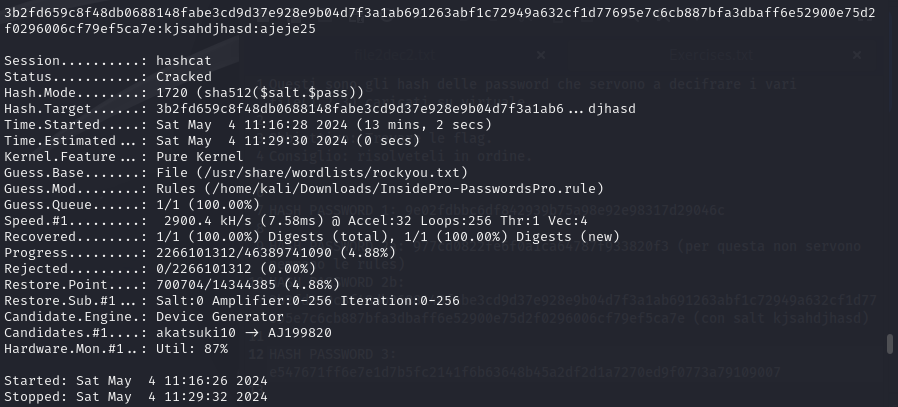 3b2fd659c8f48db0688148fabe3cd9d37e928e9b04d7f3a1ab691263abf1c72949a632cf1d77695e7c6cb887bfa3dbaff6e52900e75d2
f0296006cf79ef5ca7e:kjsahdjhasd:ajeje25
Session..........: hashcat
Status...........: Cracked
Hash.Mode........: 1720 (sha512($salt.$pass))
Hash.Target......: 3b2fd659c8f48db0688148fabe3cd9d37e928e9b04d7f3a1ab6...djhasd
Time.Started.....: Sat May  4 11:16:28 2024 (13 mins, 2 secs)
Time.Estimated...: Sat May  4 11:29:30 2024 (0 secs)
Kernel.Feature...: Pure Kernel
Guess.Base.......: File (/usr/share/wordlists/rockyou.txt)
Guess.Mod........: Rules (/home/kali/Downloads/InsidePro-PasswordsPro.rule)
Guess.Queue......: 1/1 (100.00%)
Speed.#1.........:  2900.4 kH/s (7.58ms) @ Accel:32 Loops:256 Thr:1 Vec:4
Recovered........: 1/1 (100.00%) Digests (total), 1/1 (100.00%) Digests (new)
Progress.........: 2266101312/46389741090 (4.88%)
Rejected.........: 0/2266101312 (0.00%)
Restore.Point....: 700704/14344385 (4.88%)
Restore.Sub.#1...: Salt:0 Amplifier:0-256 Iteration:0-256
Candidate.Engine.: Device Generator
Candidates.#1....: akatsuki10 -> AJ199820
Hardware.Mon.#1..: Util: 87%
Started: Sat May  4 11:16:26 2024
Stopped: Sat May  4 11:29:32 2024